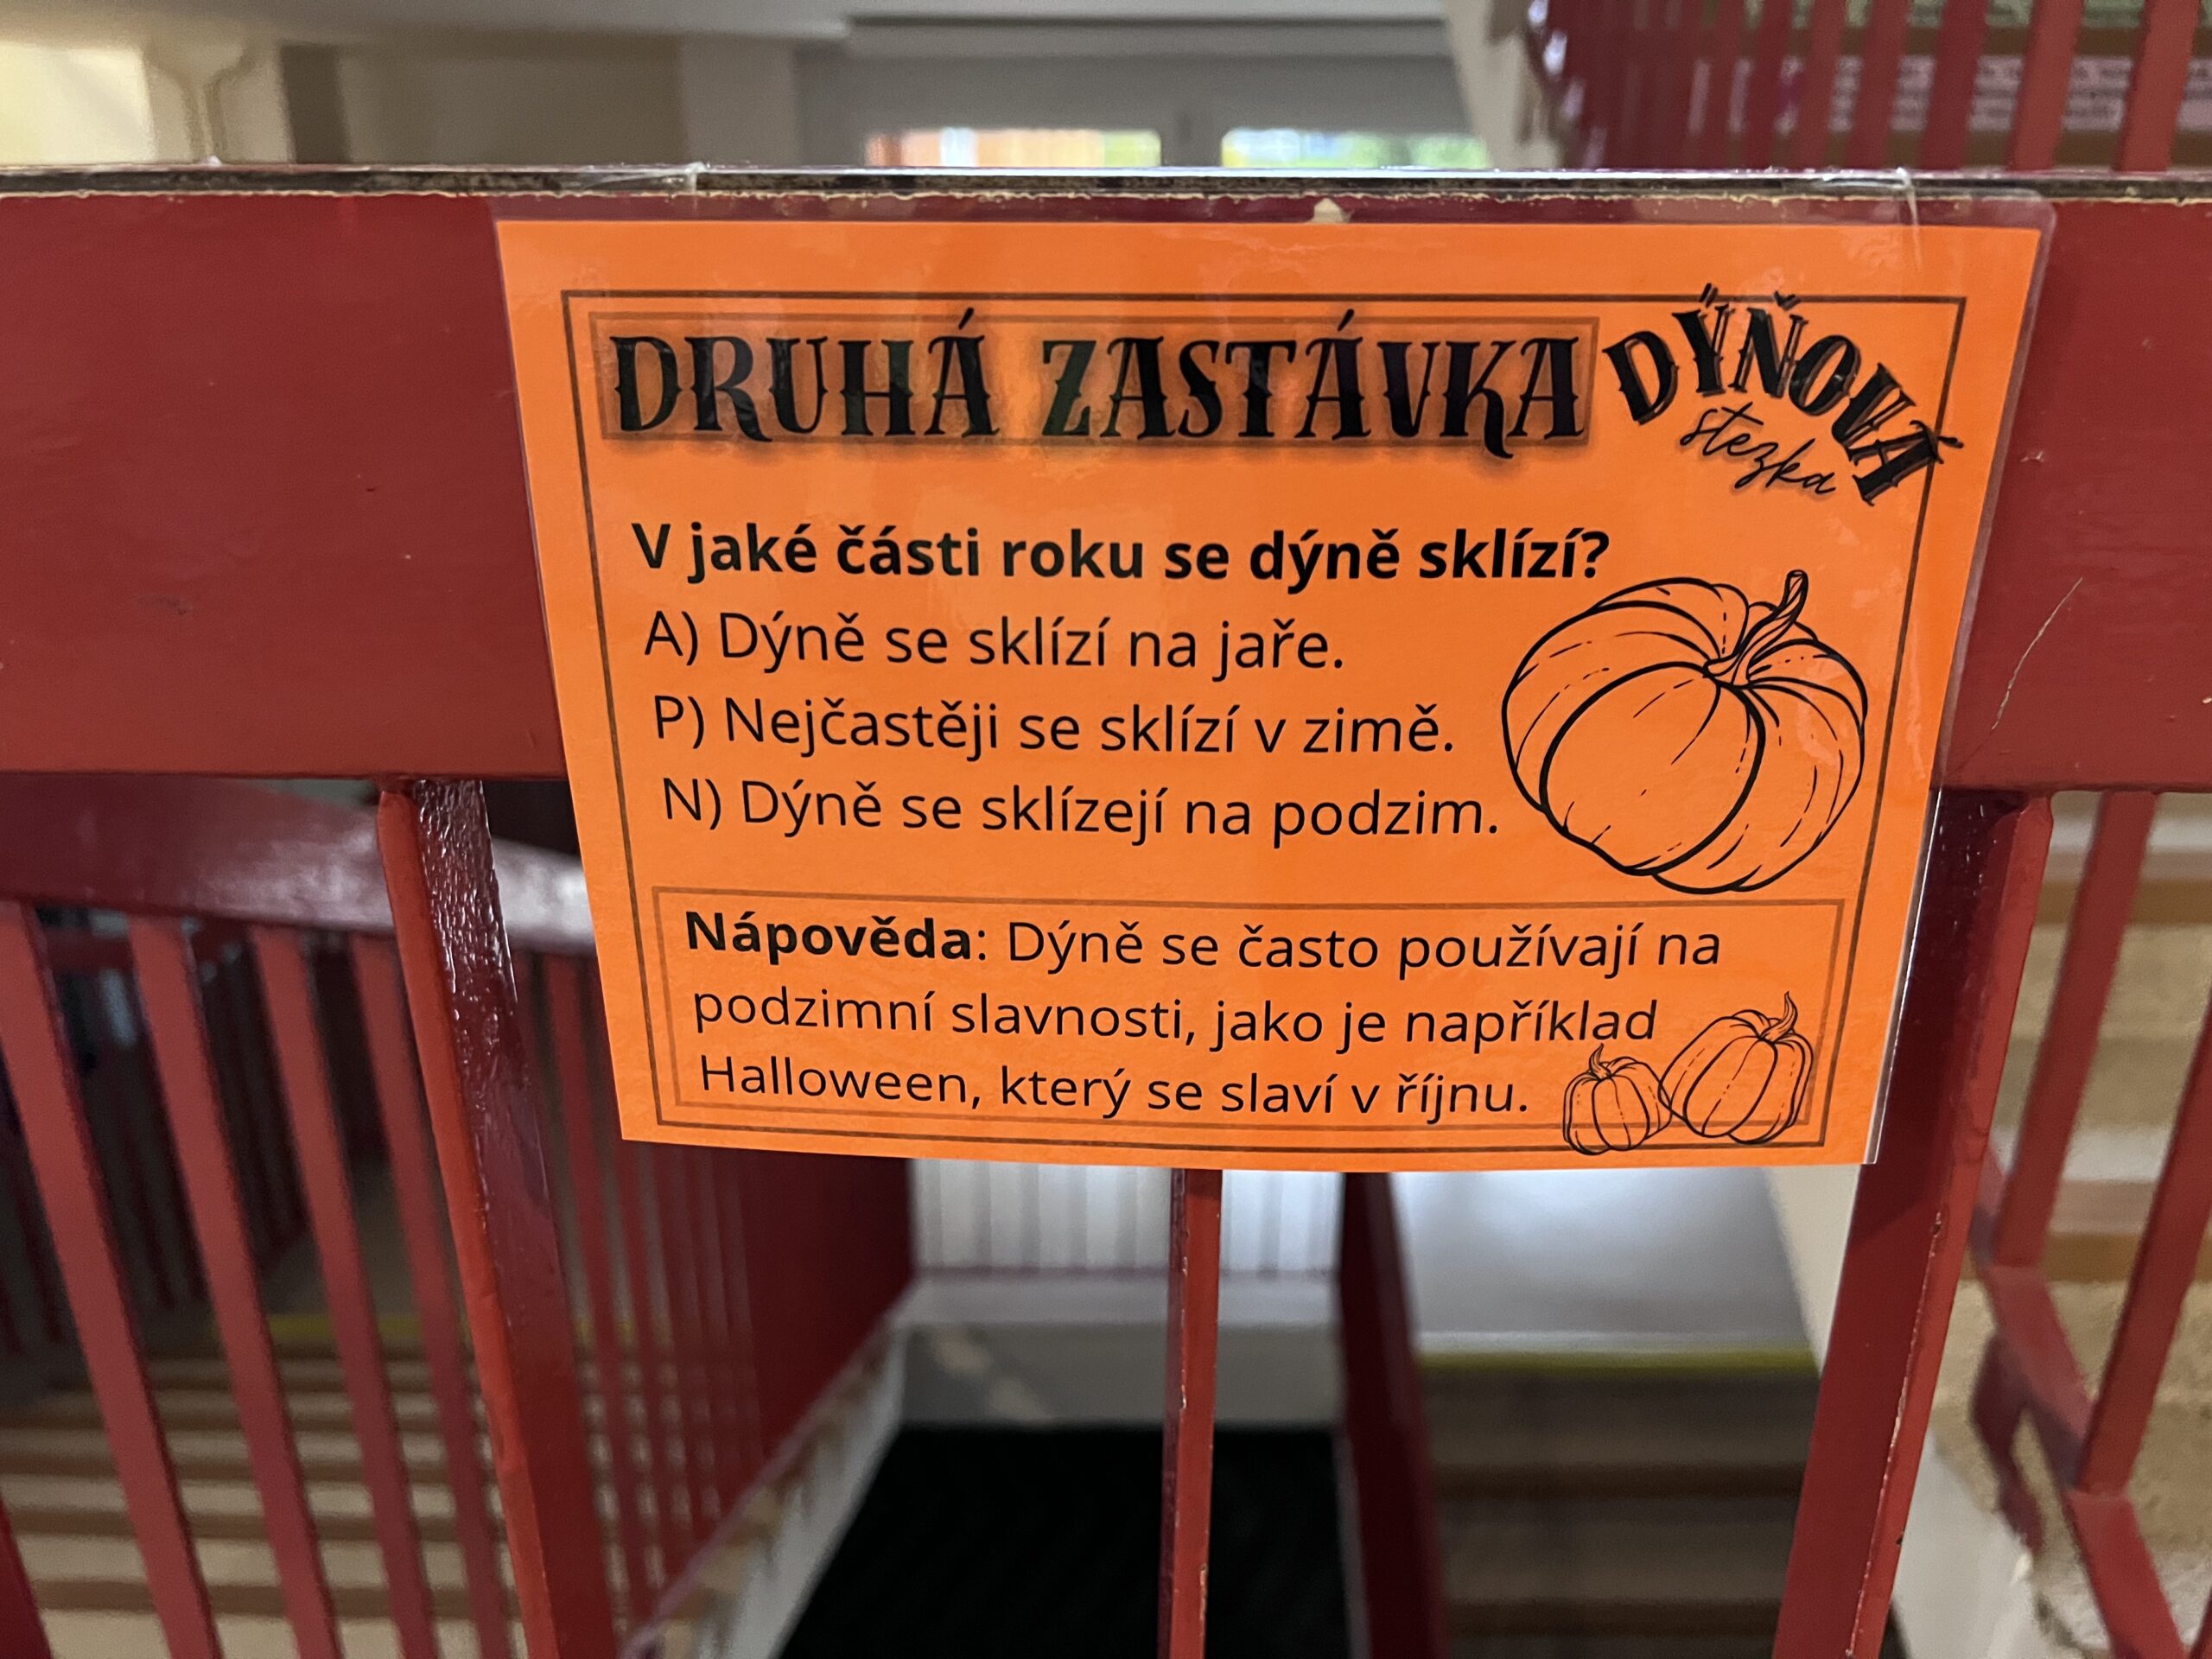 DRUHÁ ZASTÁVKA
DÝŇOVÁ
stezka
V jaké části roku se dýně sklízí?
A) Dýně se sklízí na jaře.
P) Nejčastěji se sklízí v zimě.
N) Dýně se sklízejí na podzim.
Nápověda: Dýně se často používají na
podzimní slavnosti, jako je například
Halloween, který se slaví v říjnu.